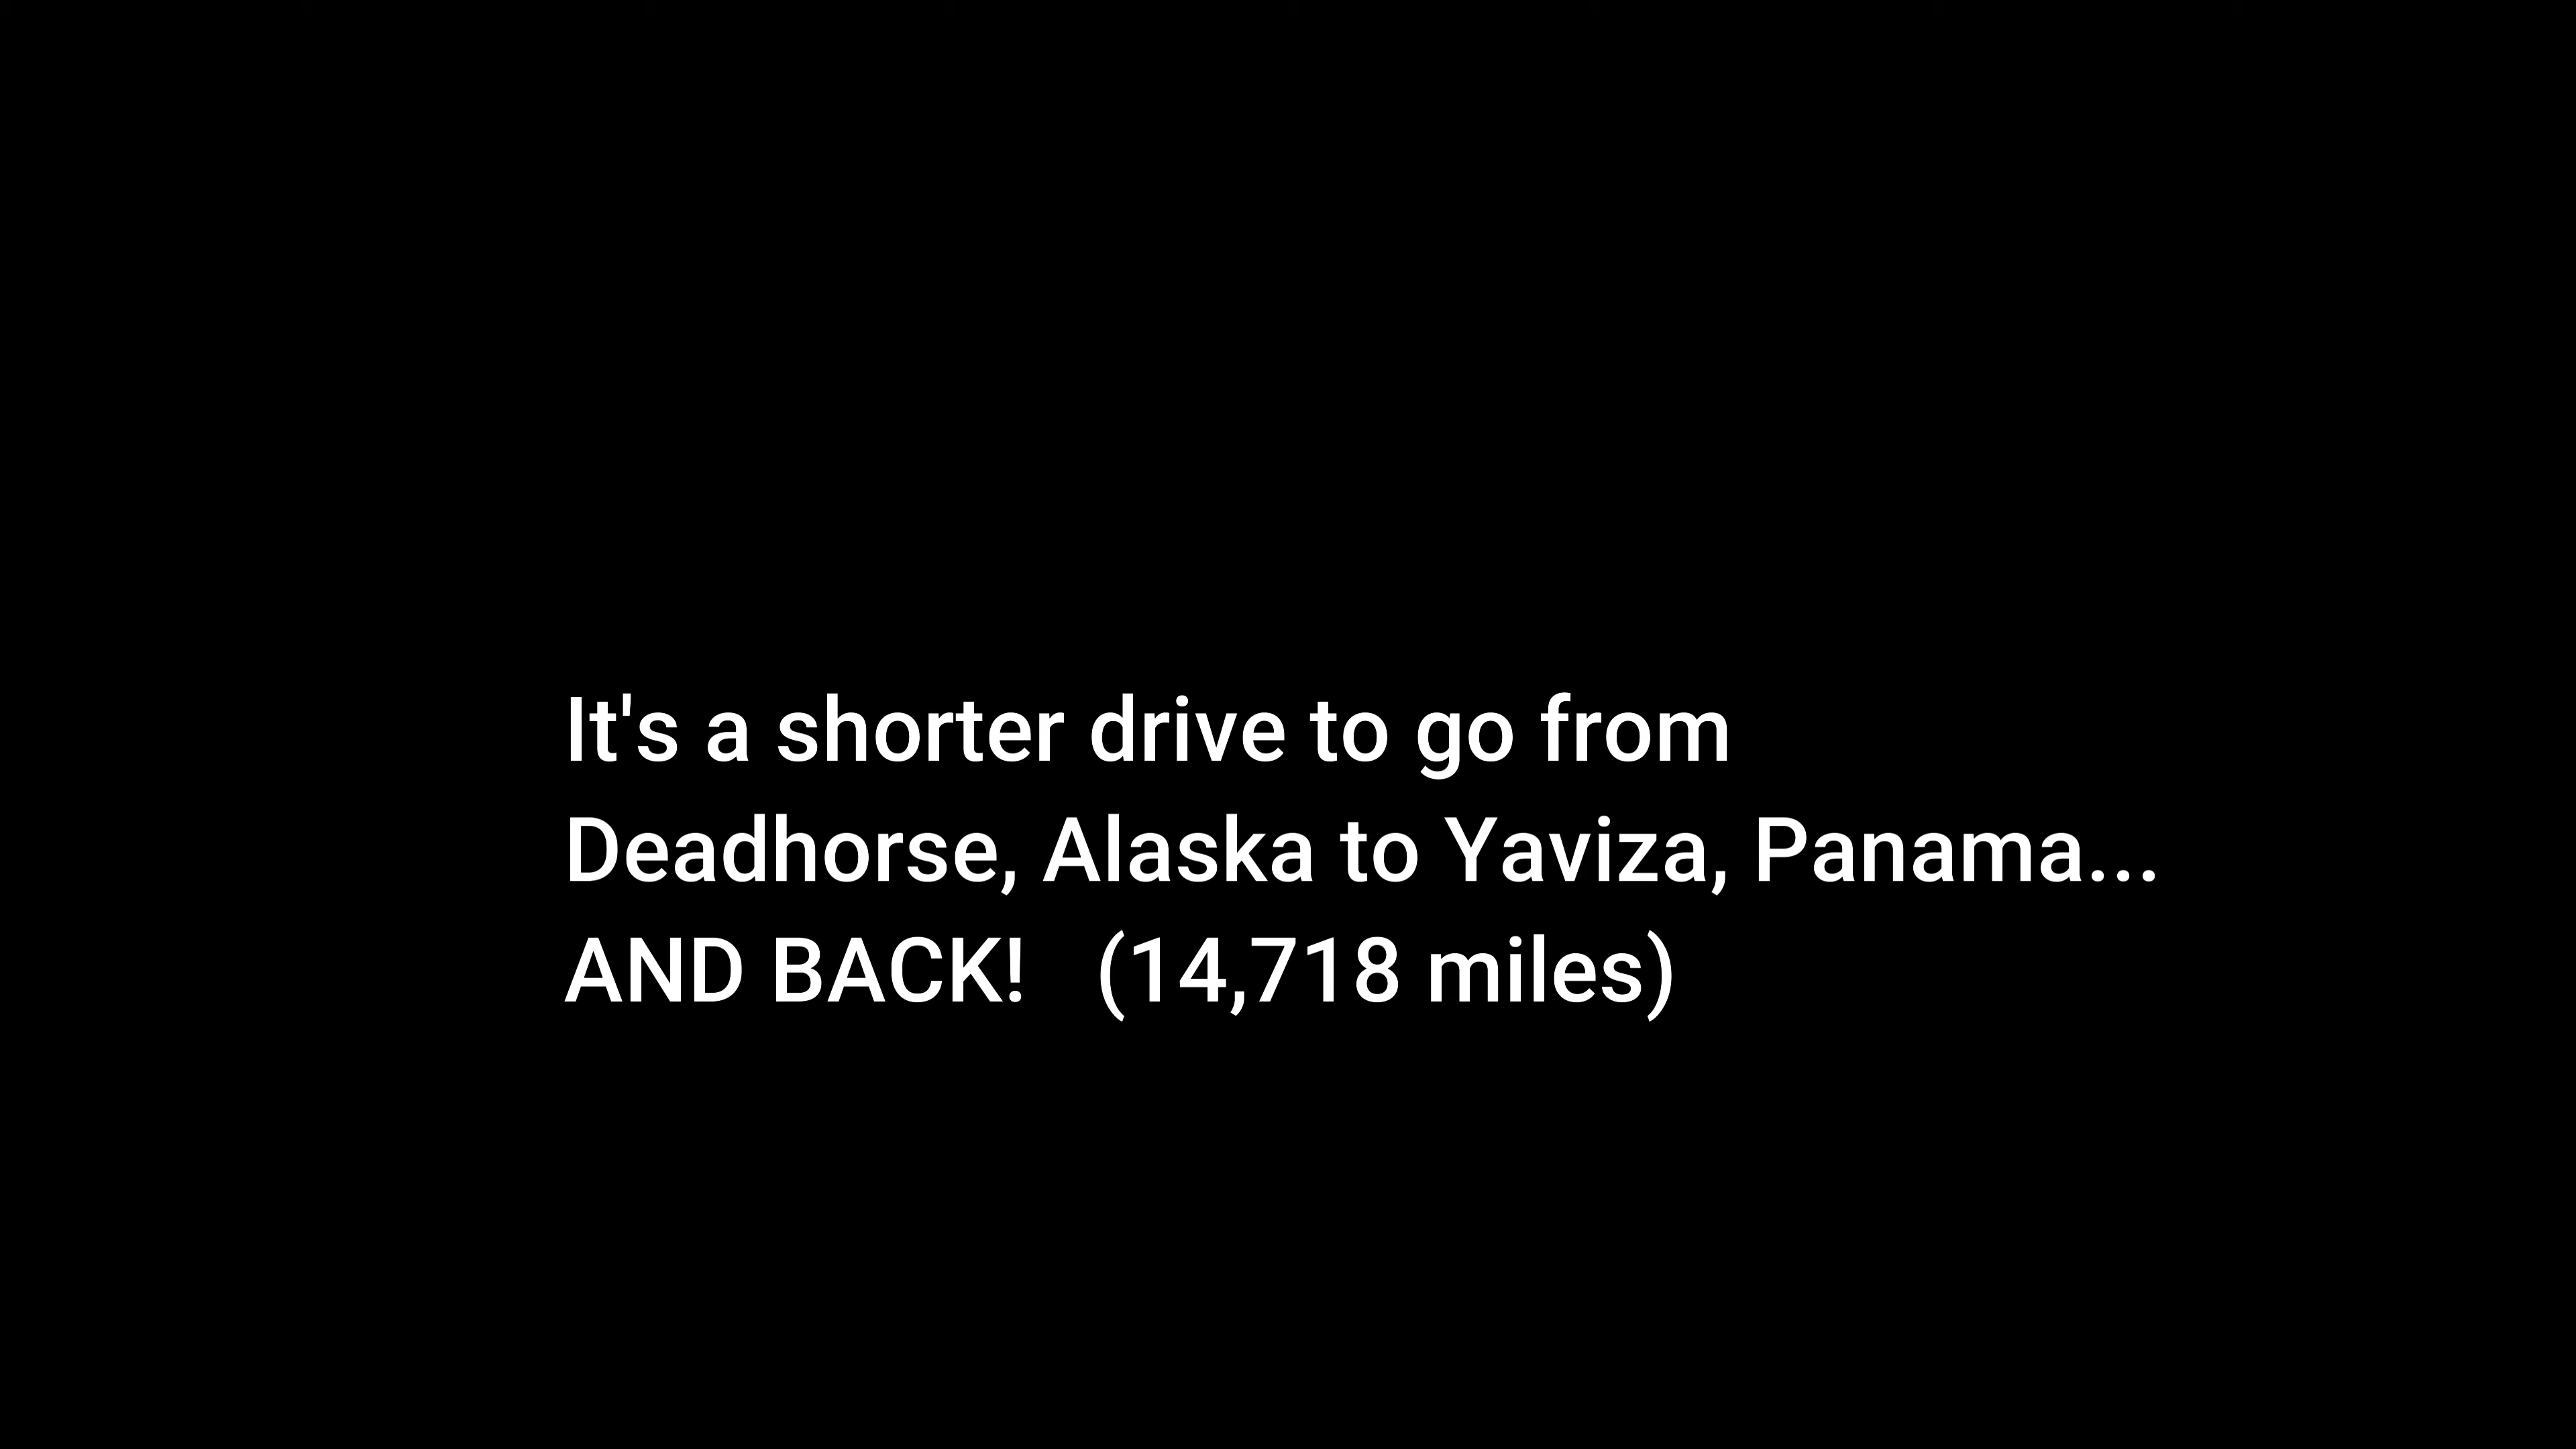 It's a shorter drive to go from
Deadhorse, Alaska to Yaviza, Panama...
AND BACK!   (14,718 miles)